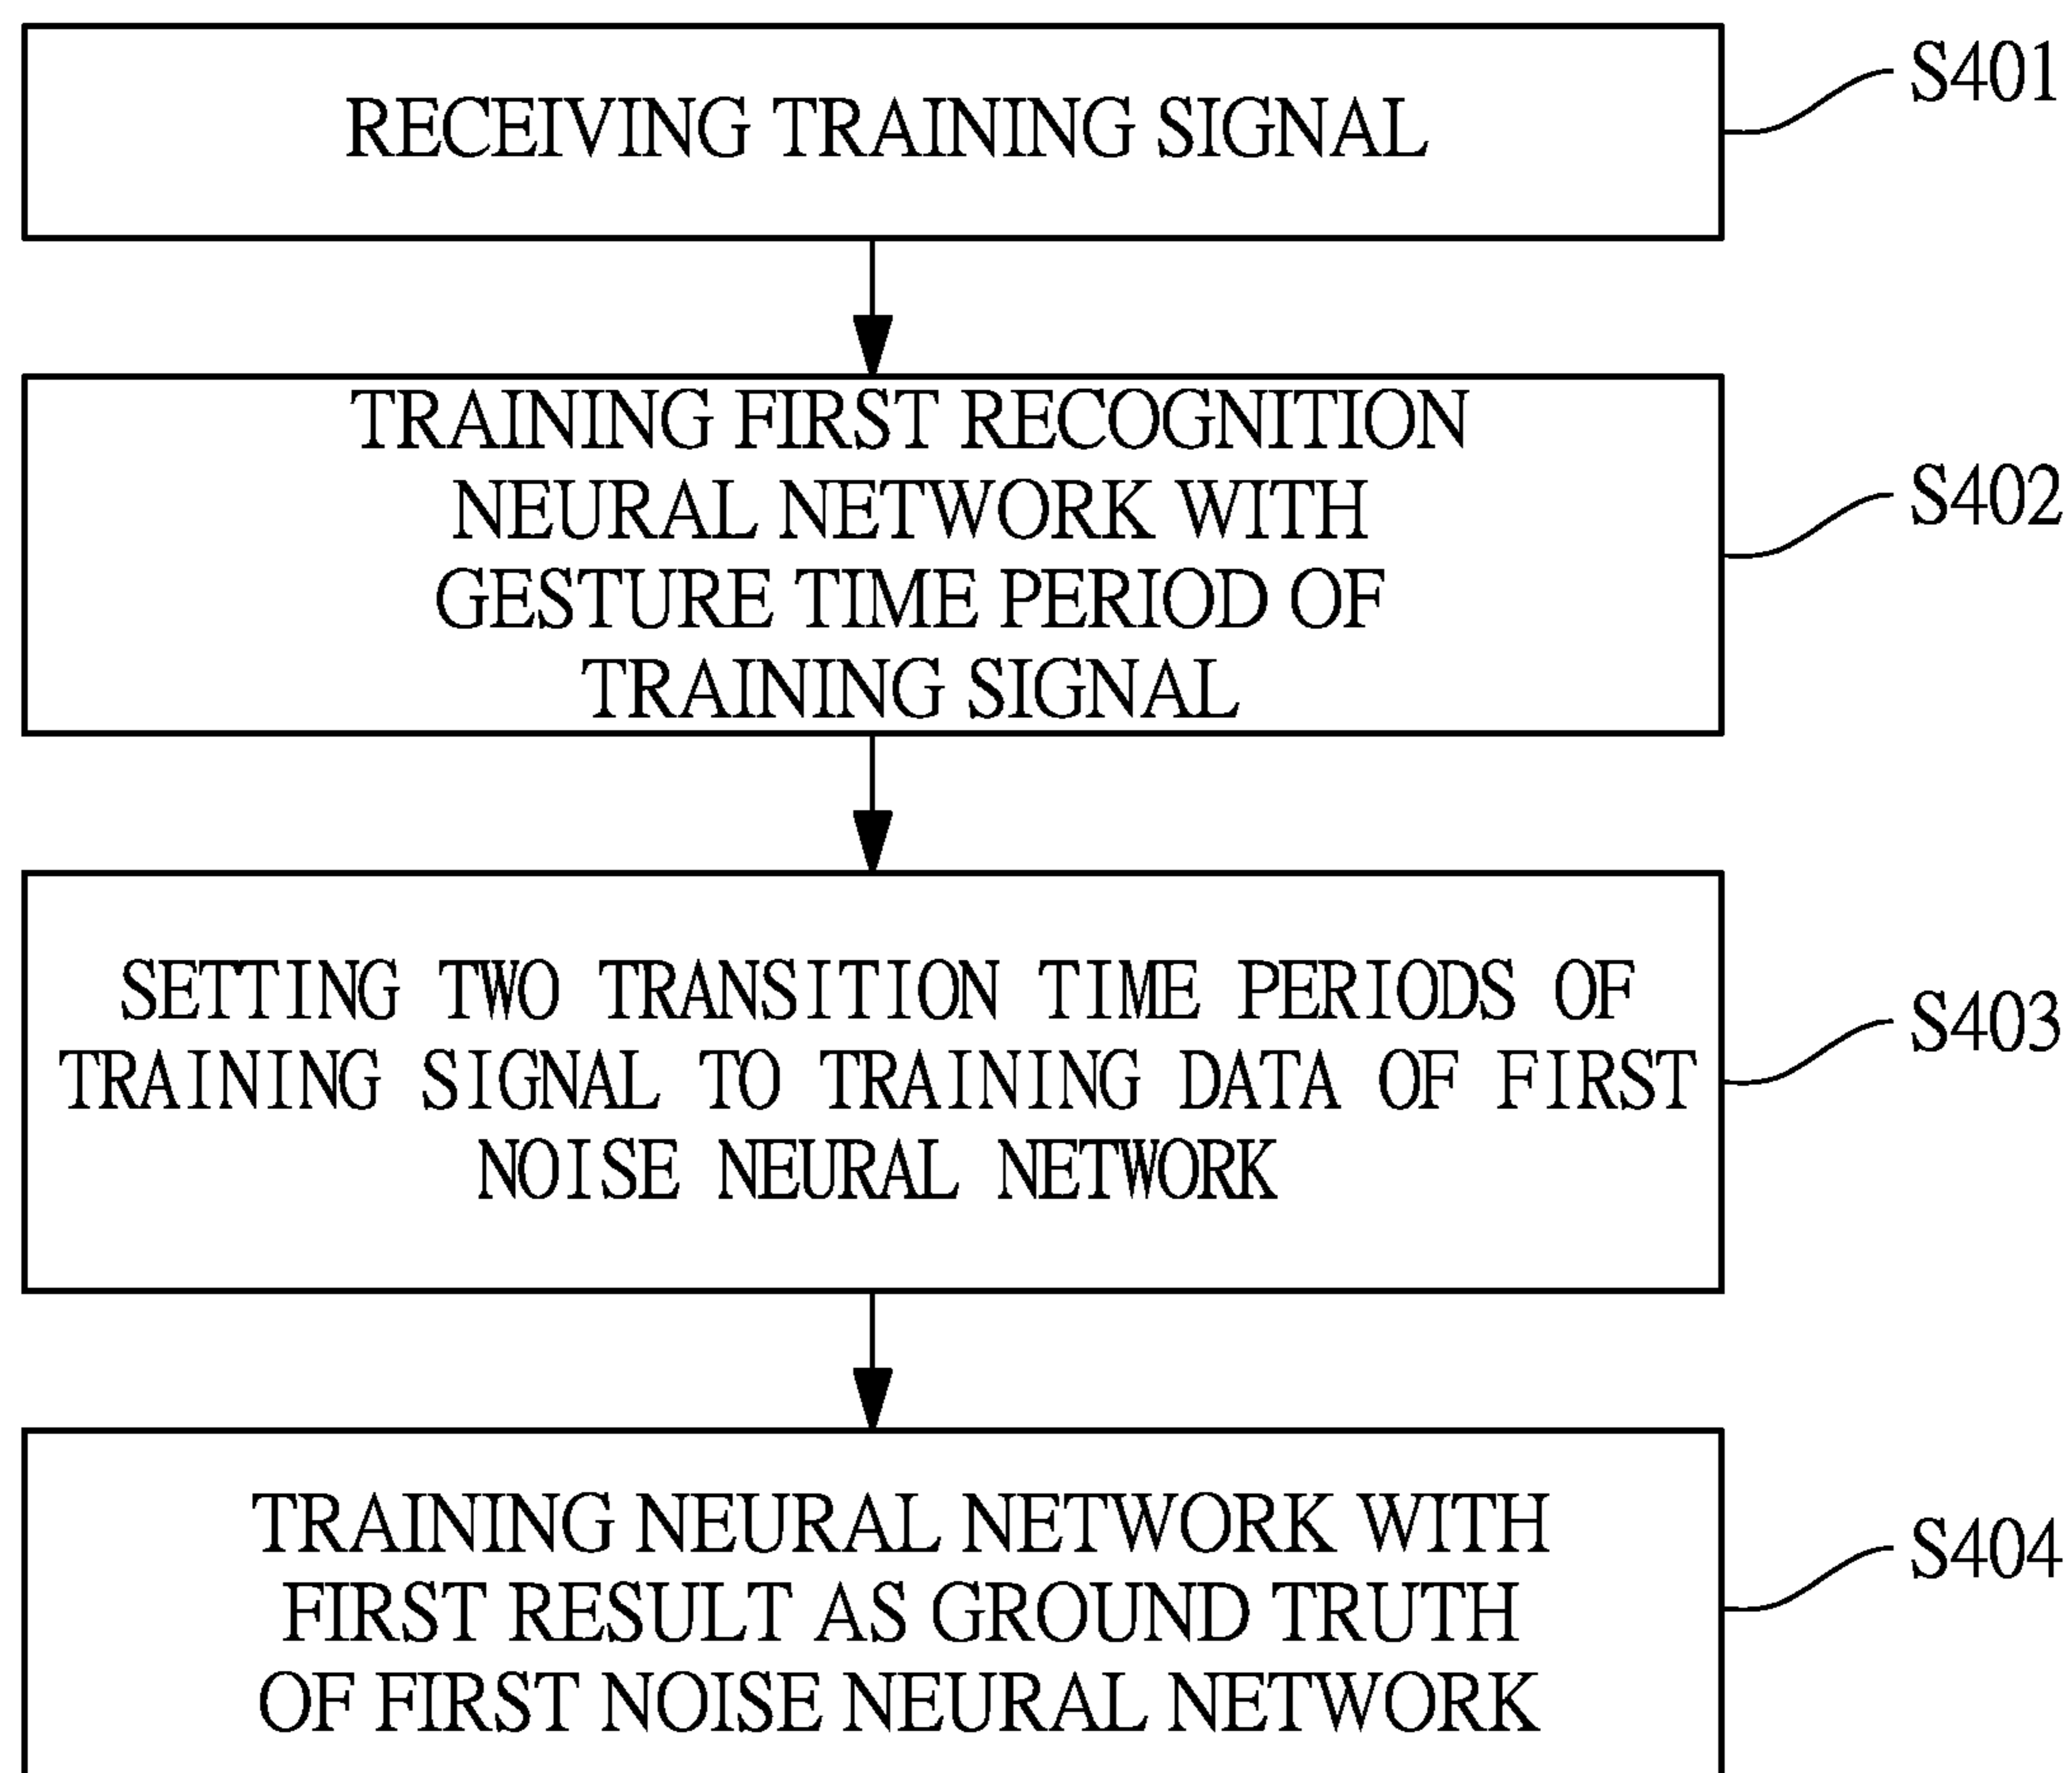 RECEIVING TRAINING SIGNAL
S401
TRAINING FIRST RECOGNITION
NEURAL NETWORK WITH
GESTURE TIME PERIOD OF
TRAINING SIGNAL
S402
SETTING TWO TRANSITION TIME PERIODS OF
TRAINING SIGNAL TO TRAINING DATA OF FIRST
NOISE NEURAL NETWORK
S403
TRAINING NEURAL NETWORK WITH
FIRST RESULT AS GROUND TRUTH
OF FIRST NOISE NEURAL NETWORK
S404